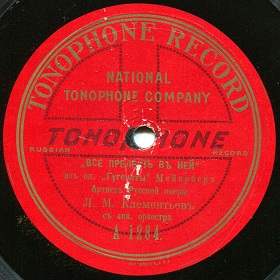 TONOPHONE RECORD
NATIONAL
TONOPHONE COMPANY
TONOPHONE
RUSSIAN RECORD
„ВСЕ ПРЕЛЕСТЬ ВЪ НЕЙ“
изъ оп. „Гугеноты“ Мейербера
Артистъ Русской оперы
Л. М. Клементьевъ
съ акк. оркестра
А-1284.